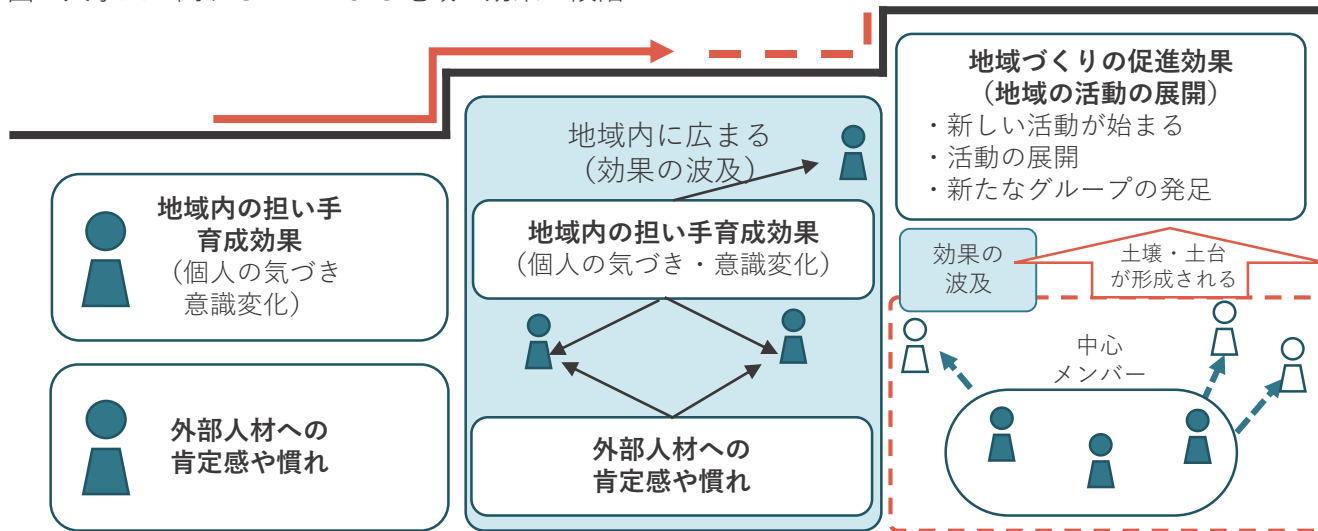 地域内の担い手
育成効果
（個人の気づき
意識変化）
外部人材への
肯定感や慣れ
地域内に広まる
（効果の波及）
地域内の担い手育成効果
（個人の気づき・意識変化）
外部人材への
肯定感や慣れ
地域づくりの促進効果
（地域の活動の展開）
・新しい活動が始まる
・活動の展開
・新たなグループの発足
効果の
波及
土壌・土台
が形成される
中心
メンバー